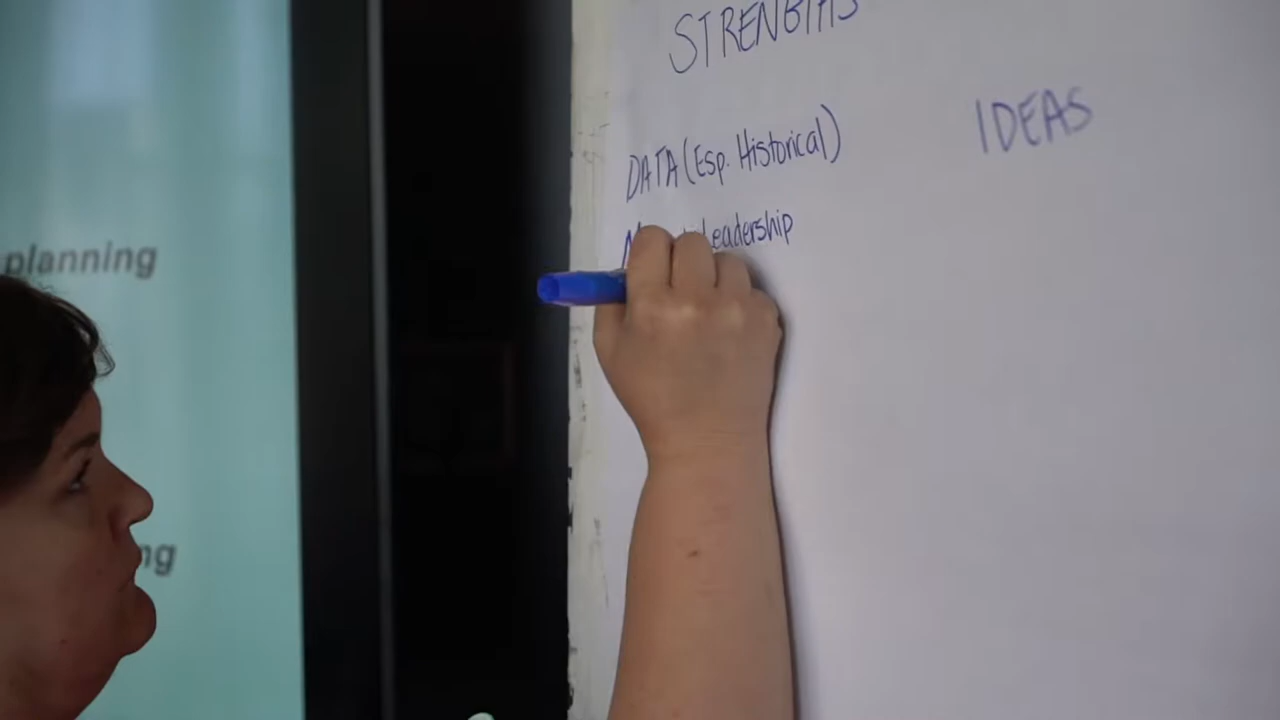 STRENGTHS
IDEAS
DATA (Esp. Historical)
Leadership
planning